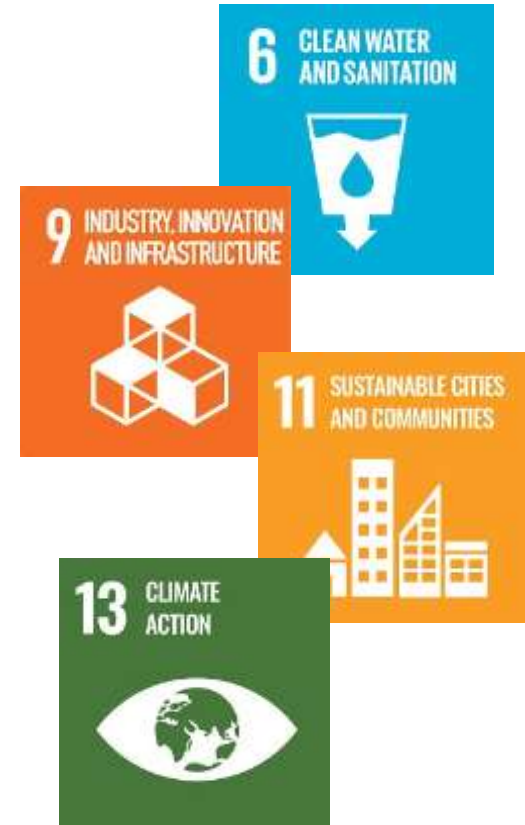 6 CLEAN WATER
AND SANITATION
9 INDUSTRY, INNOVATION
AND INFRASTRUCTURE
11 SUSTAINABLE CITIES
AND COMMUNITIES
13 CLIMATE
ACTION